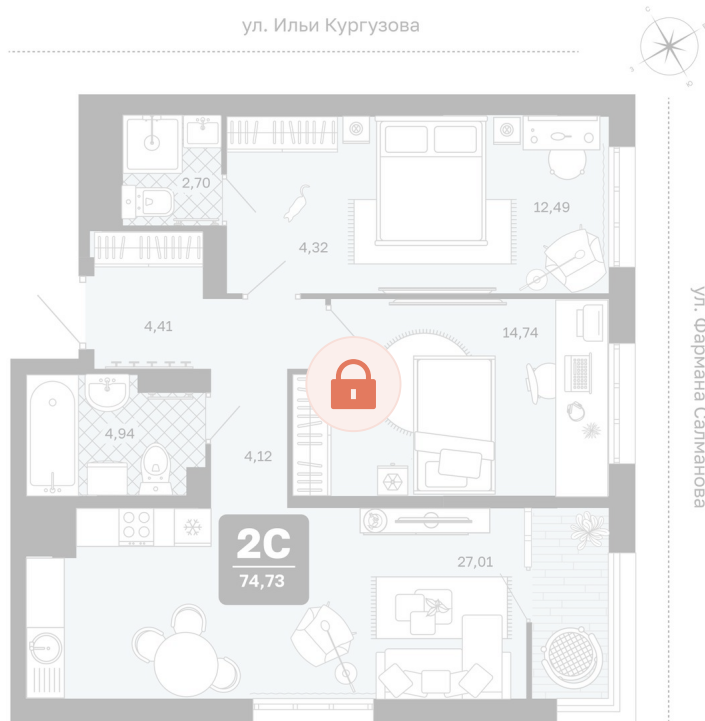 ул. Ильи Кургузова
С
В
З
Ю
2,70
12,49
4,32
4,41
14,74
ул. Фармана Салманова
4,94
4,12
2С
74,73
27,01